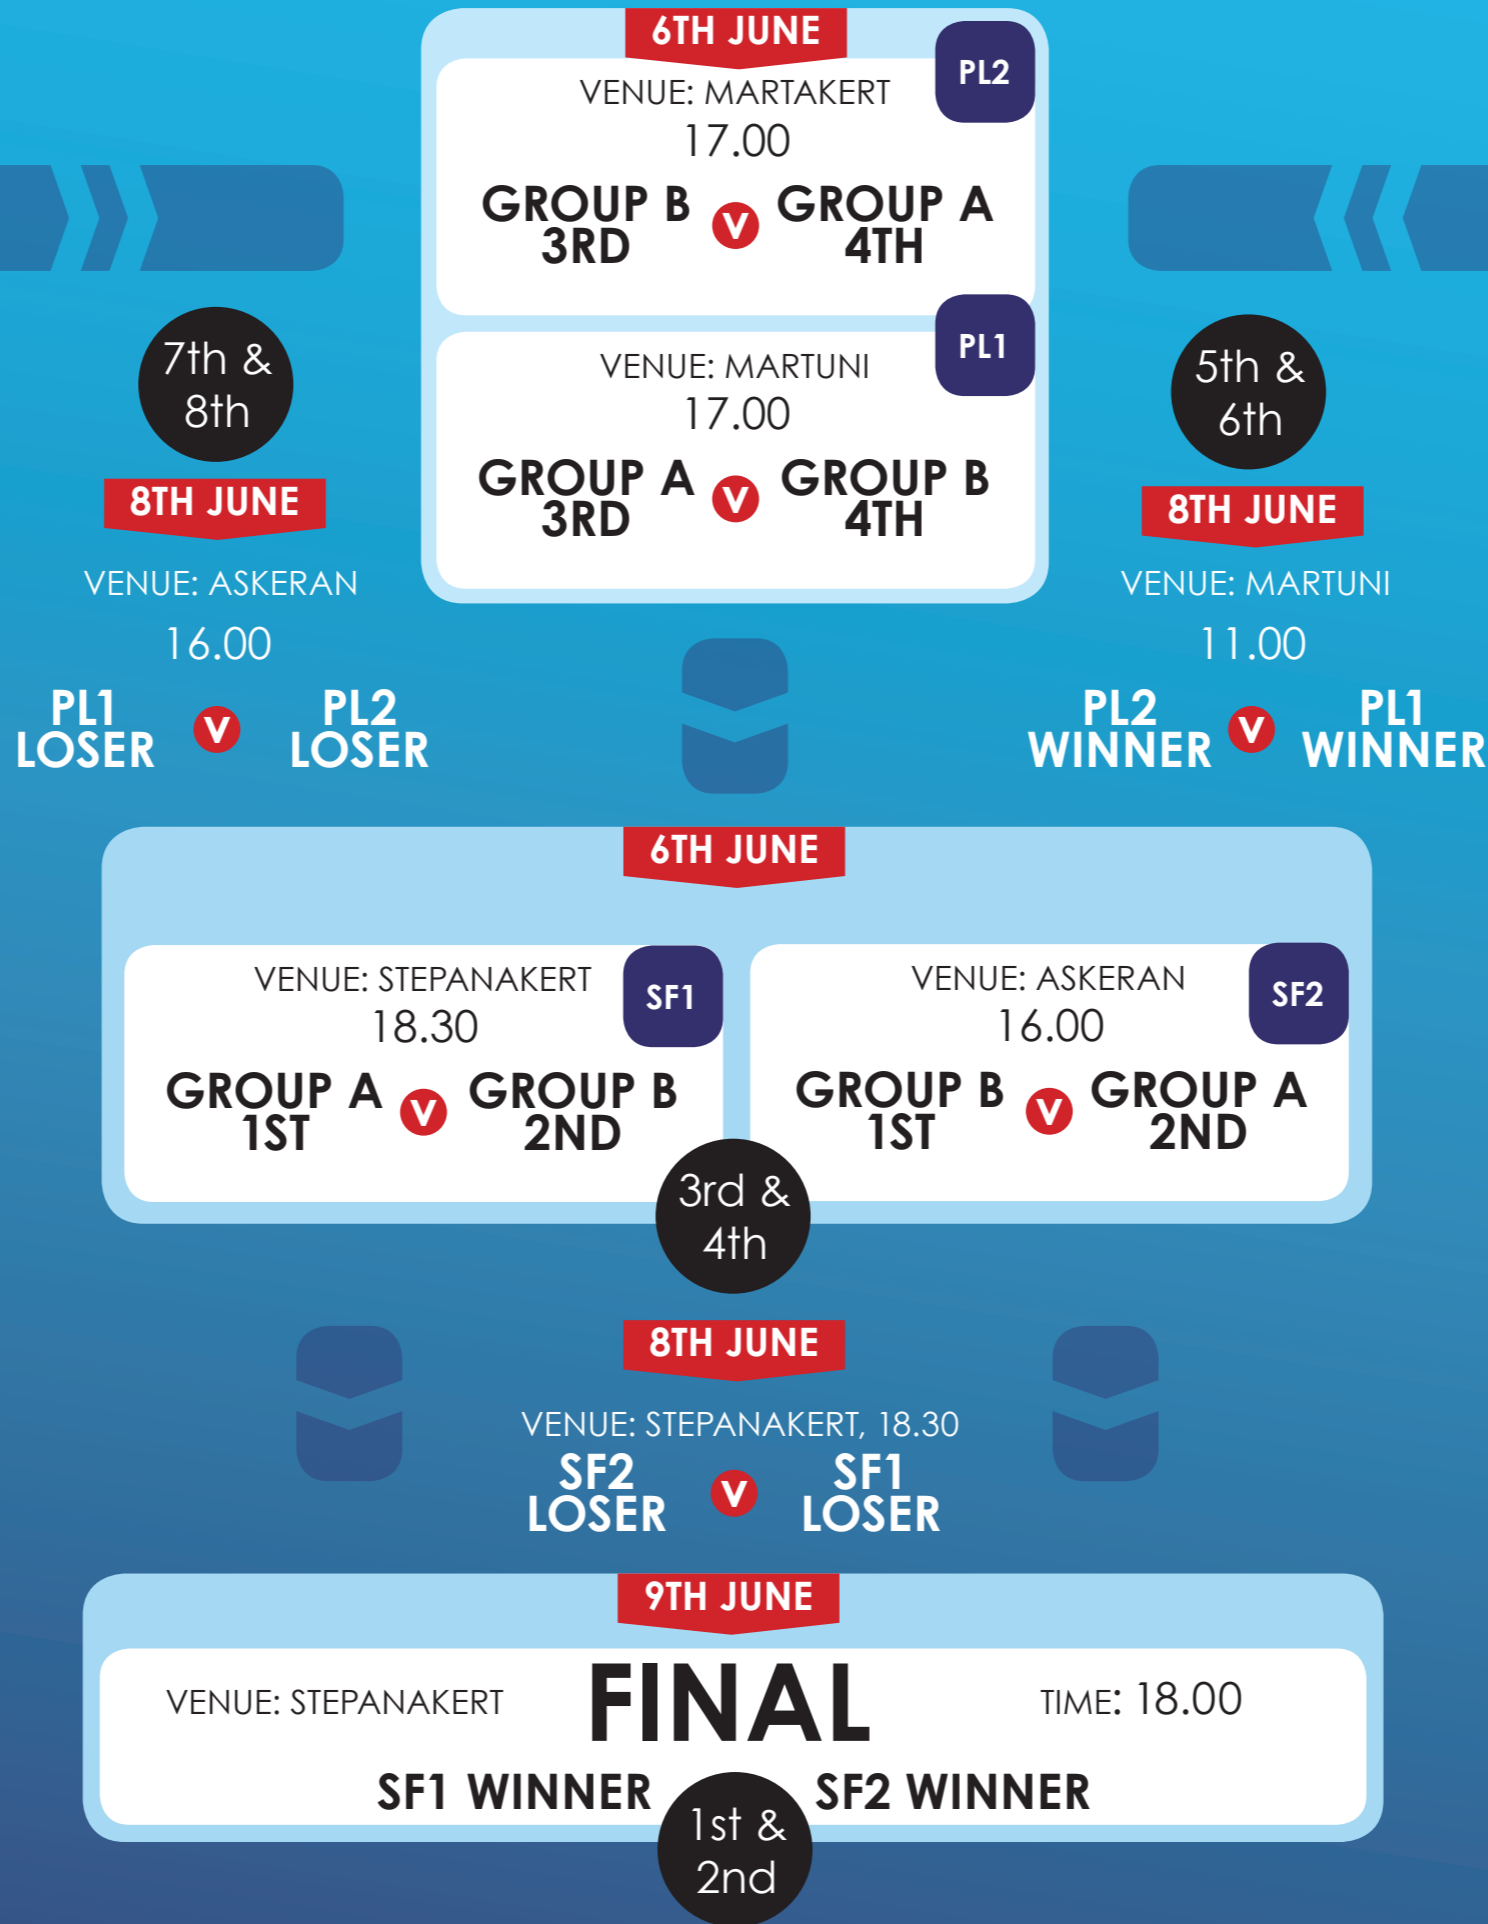 6TH JUNE
PL2
VENUE: MARTAKERT
17.00
GROUP B V GROUP A
3RD 4TH
PL1
VENUE: MARTUNI
17.00
GROUP A V GROUP B
3RD 4TH
7th &
8th
8TH JUNE
VENUE: ASKERAN
16.00
PL1 V PL2
LOSER LOSER
5th &
6th
8TH JUNE
VENUE: MARTUNI
11.00
PL2 V PL1
WINNER WINNER
6TH JUNE
VENUE: STEPANAKERT
SF1
18.30
GROUP A V GROUP B
1ST 2ND
VENUE: ASKERAN
SF2
16.00
GROUP B V GROUP A
1ST 2ND
3rd &
4th
8TH JUNE
VENUE: STEPANAKERT, 18.30
SF2 V SF1
LOSER LOSER
9TH JUNE
VENUE: STEPANAKERT FINAL TIME: 18.00
SF1 WINNER SF2 WINNER
1st &
2nd